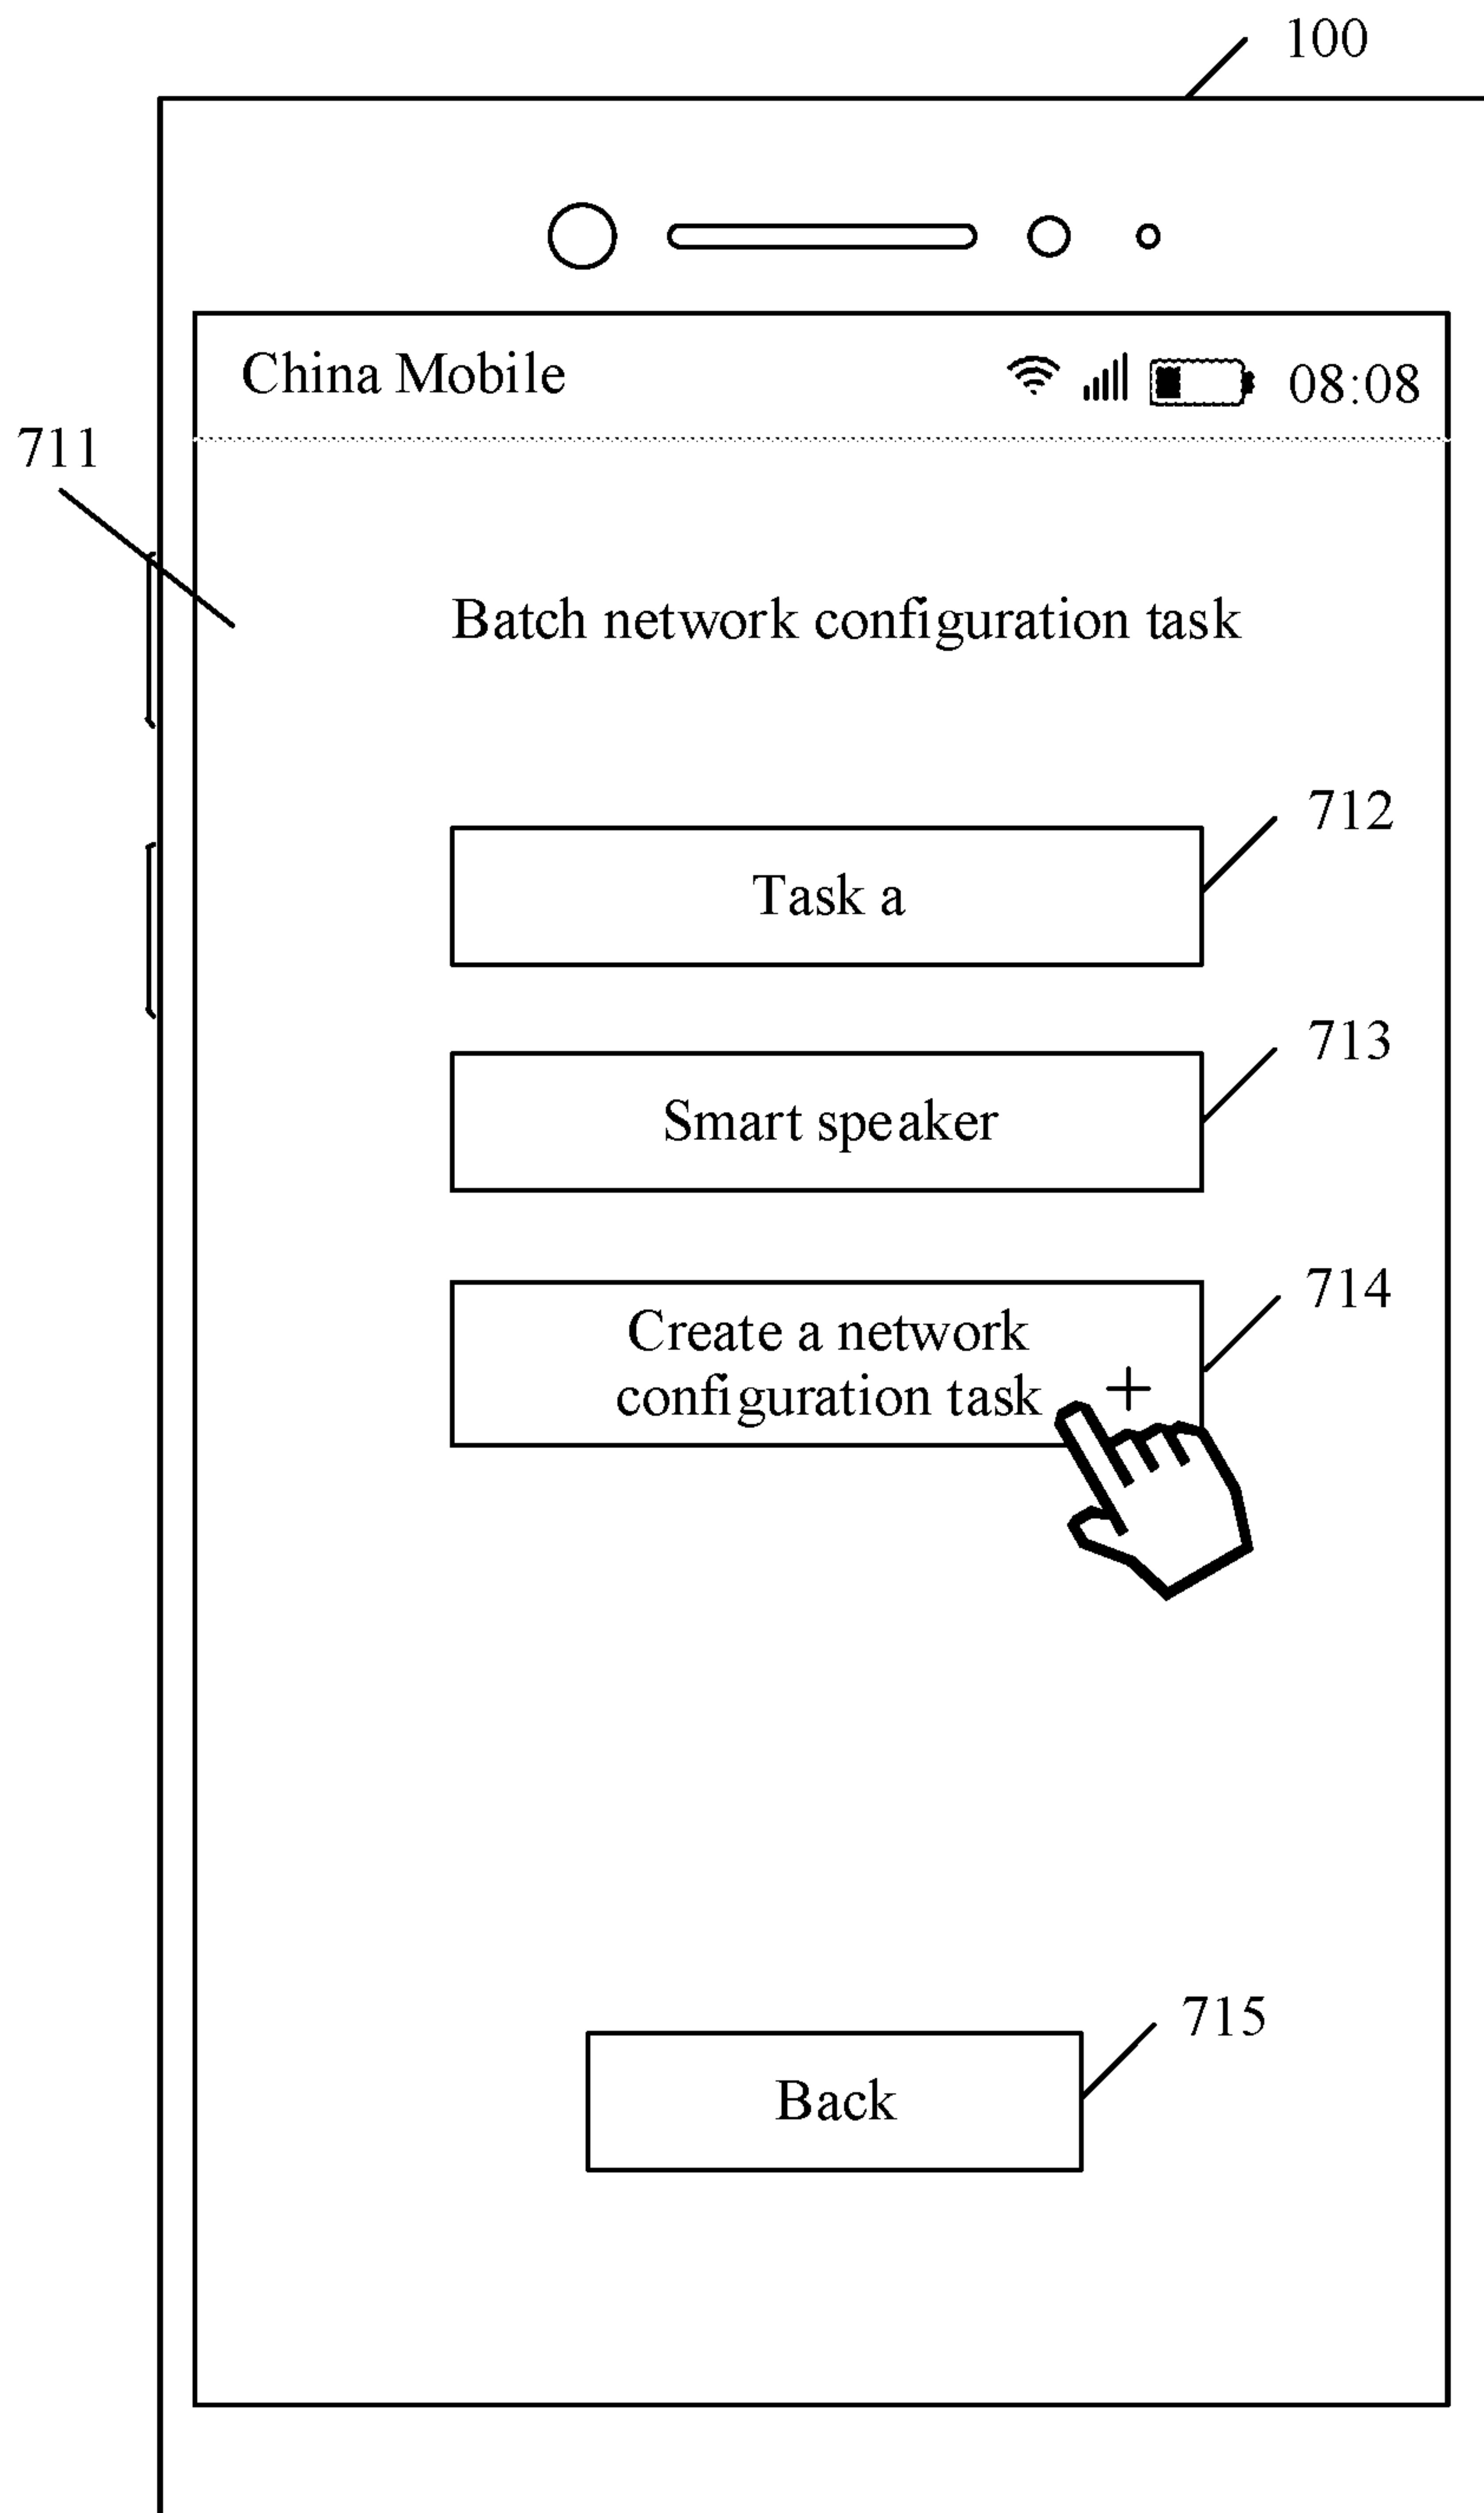 100
China Mobile 08:08
711
Batch network configuration task
712
Task a
713
Smart speaker
714
Create a network
configuration task +
715
Back